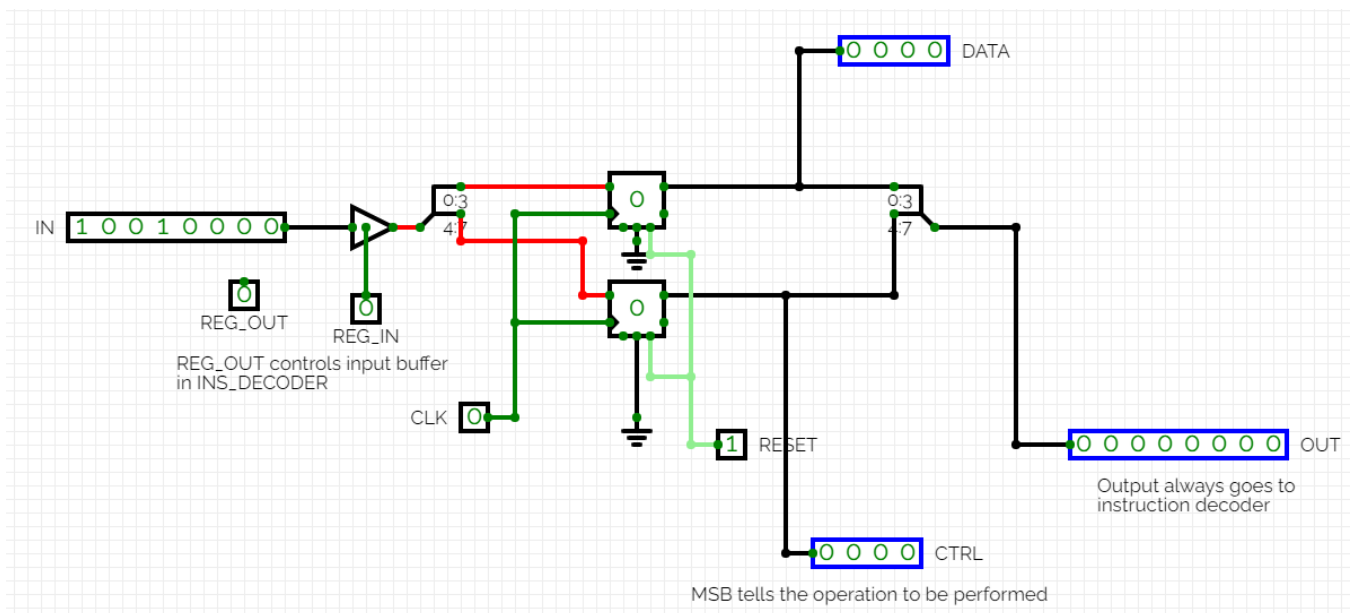 0 0 0 0 DATA
0:3
4:7
0
0:3
4:7
IN 1 0 0 1 0 0 0 0
0
REG_OUT
0
REG_IN
0
REG_OUT controls input buffer
in INS_DECODER
CLK 0
1 RESET
0 0 0 0 0 0 0 0 OUT
Output always goes to
instruction decoder
0 0 0 0 CTRL
MSB tells the operation to be performed